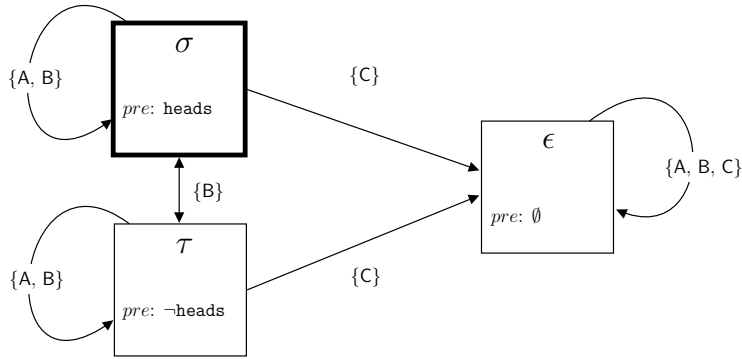 σ
{A, B}
pre: heads
{C}
ϵ
{A, B, C}
pre: ∅
{B}
τ
{A, B}
pre: ¬heads
{C}